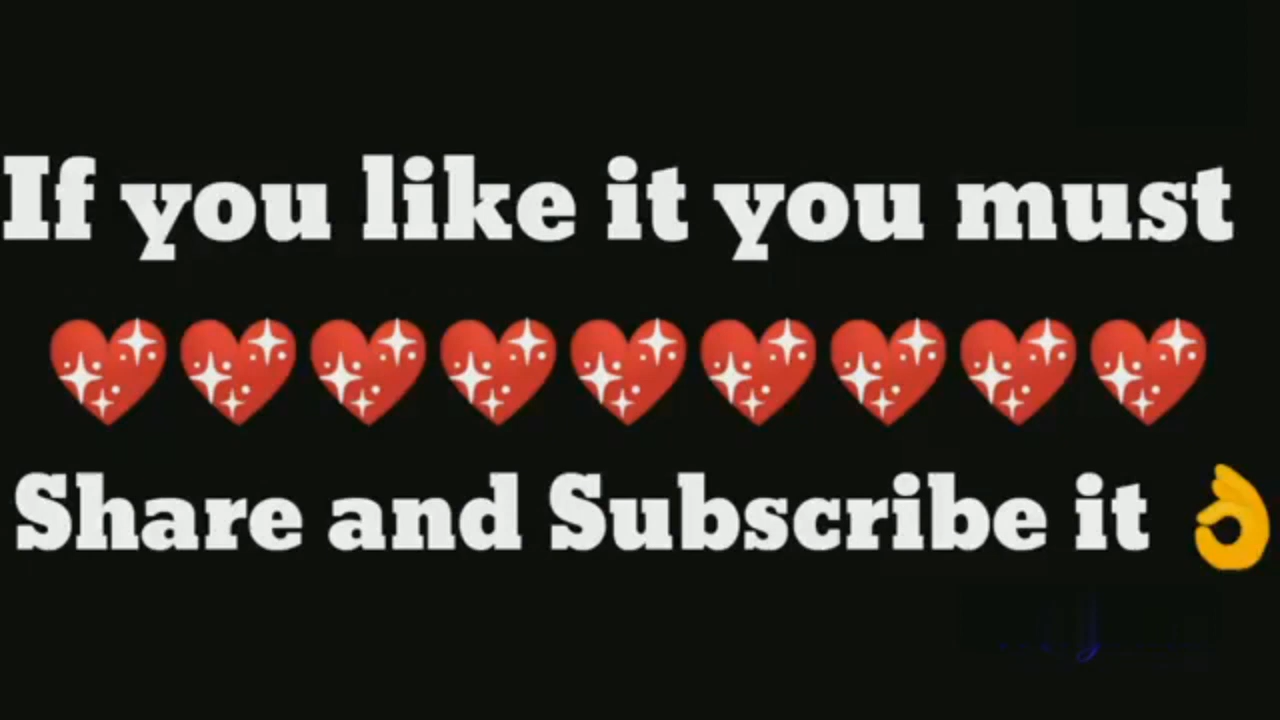 If you like it you must
💖💖💖💖💖💖💖💖💖
Share and Subscribe it 👌